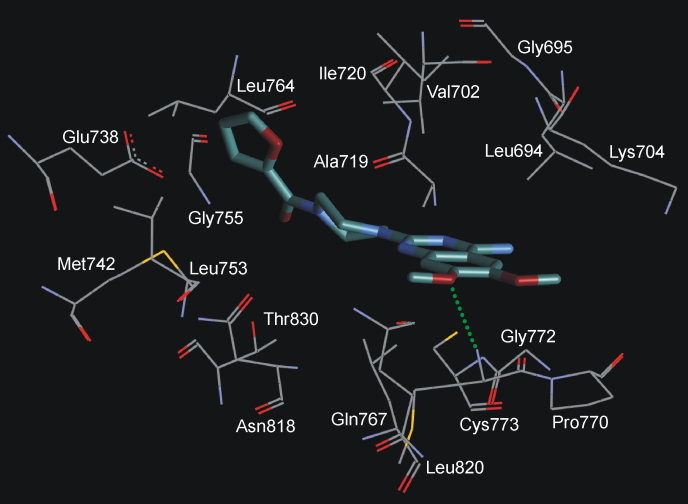 Gly695
Ile720
Leu764
Val702
Glu738
Leu694
Lys704
Ala719
Gly755
Met742
Leu753
Thr830
Gly772
Gln767
Asn818
Cys773
Pro770
Leu820